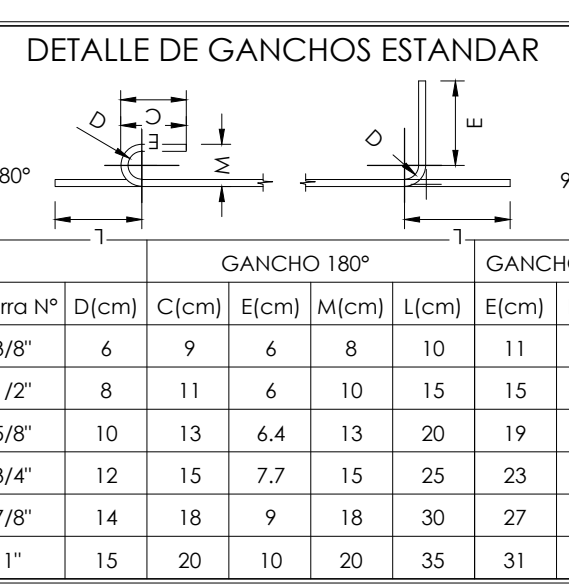 DETALLE DE GANCHOS ESTANDAR
D C E M D E
80° 9
L L
GANCHO 180° GANCHO
rra N° D(cm) C(cm) E(cm) M(cm) L(cm) E(cm)
3/8" 6 9 6 8 10 11
1/2" 8 11 6 10 15 15
5/8" 10 13 6.4 13 20 19
3/4" 12 15 7.7 15 25 23
7/8" 14 18 9 18 30 27
1" 15 20 10 20 35 31